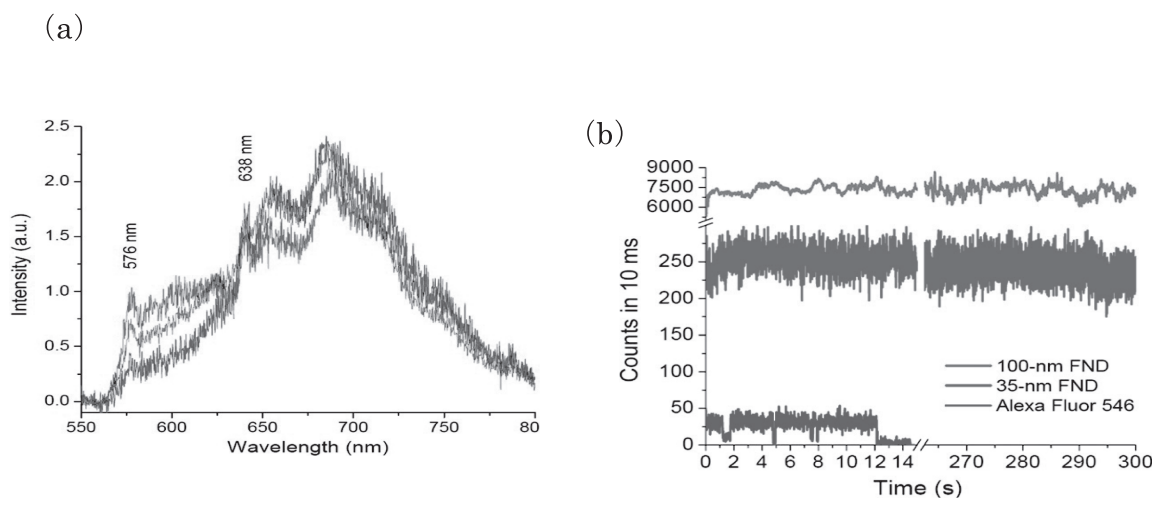 (a)
2.5
2.0
1.5
1.0
0.5
0.0
Intensity (a.u.)
576 nm
638 nm
550 600 650 700 750 80
Wavelength (nm)
(b)
9000
7500
6000
250
200
150
100
50
0
Counts in 10 ms
100-nm FND
35-nm FND
Alexa Fluor 546
0 2 4 6 8 10 12 14 270 280 290 300
Time (s)